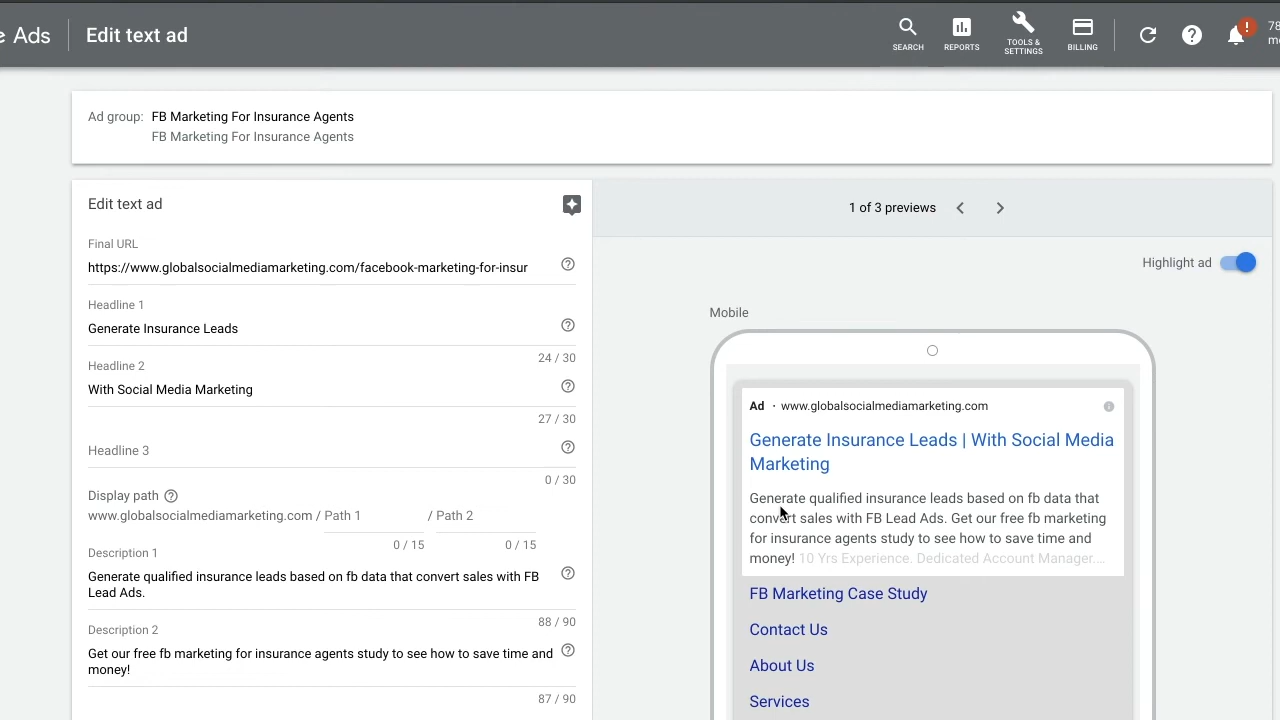 e Ads
Edit text ad
SEARCH
REPORTS
TOOLS &
SETTINGS
BILLING
!
78
Ad group: FB Marketing For Insurance Agents
FB Marketing For Insurance Agents
Edit text ad
Final URL
https://www.globalsocialmediamarketing.com/facebook-marketing-for-insur
Headline 1
Generate Insurance Leads
24 / 30
Headline 2
With Social Media Marketing
27 / 30
Headline 3
0 / 30
Display path
www.globalsocialmediamarketing.com / Path 1 / Path 2
0 / 15 0 / 15
Description 1
Generate qualified insurance leads based on fb data that convert sales with FB
Lead Ads.
88 / 90
Description 2
Get our free fb marketing for insurance agents study to see how to save time and
money!
87 / 90
1 of 3 previews
Highlight ad
Mobile
Ad · www.globalsocialmediamarketing.com
Generate Insurance Leads | With Social Media
Marketing
Generate qualified insurance leads based on fb data that
convert sales with FB Lead Ads. Get our free fb marketing
for insurance agents study to see how to save time and
money! 10 Yrs Experience. Dedicated Account Manager....
FB Marketing Case Study
Contact Us
About Us
Services